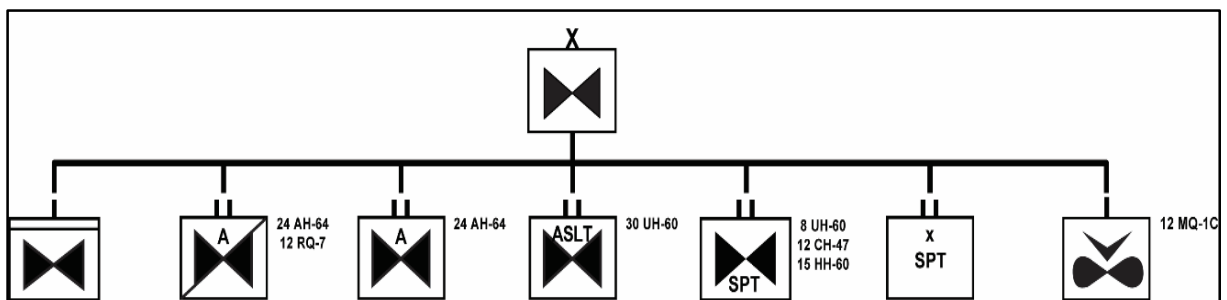 X
A
24 AH-64
12 RQ-7
A
24 AH-64
ASLT
30 UH-60
SPT
8 UH-60
12 CH-47
15 HH-60
x
SPT
12 MQ-1C